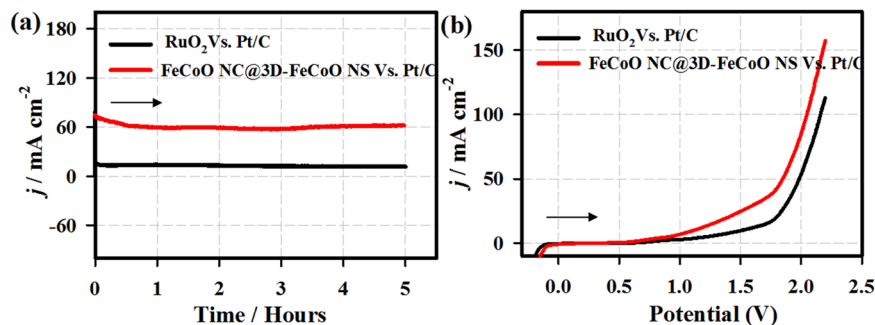 (a)
RuO2Vs. Pt/C
FeCoO NC@3D-FeCoO NS Vs. Pt/C
j / mA cm-2
180
120
60
0
-60
0 1 2 3 4 5
Time / Hours
(b)
RuO2Vs. Pt/C
FeCoO NC@3D-FeCoO NS Vs. Pt/C
j / mA cm-2
150
100
50
0
0.0 0.5 1.0 1.5 2.0 2.5
Potential (V)